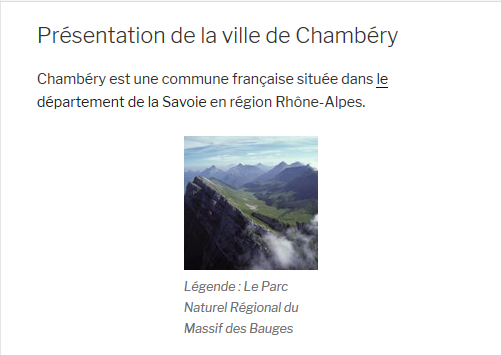 Présentation de la ville de Chambéry
Chambéry est une commune française située dans le
département de la Savoie en région Rhône-Alpes.
Légende : Le Parc
Naturel Régional du
Massif des Bauges